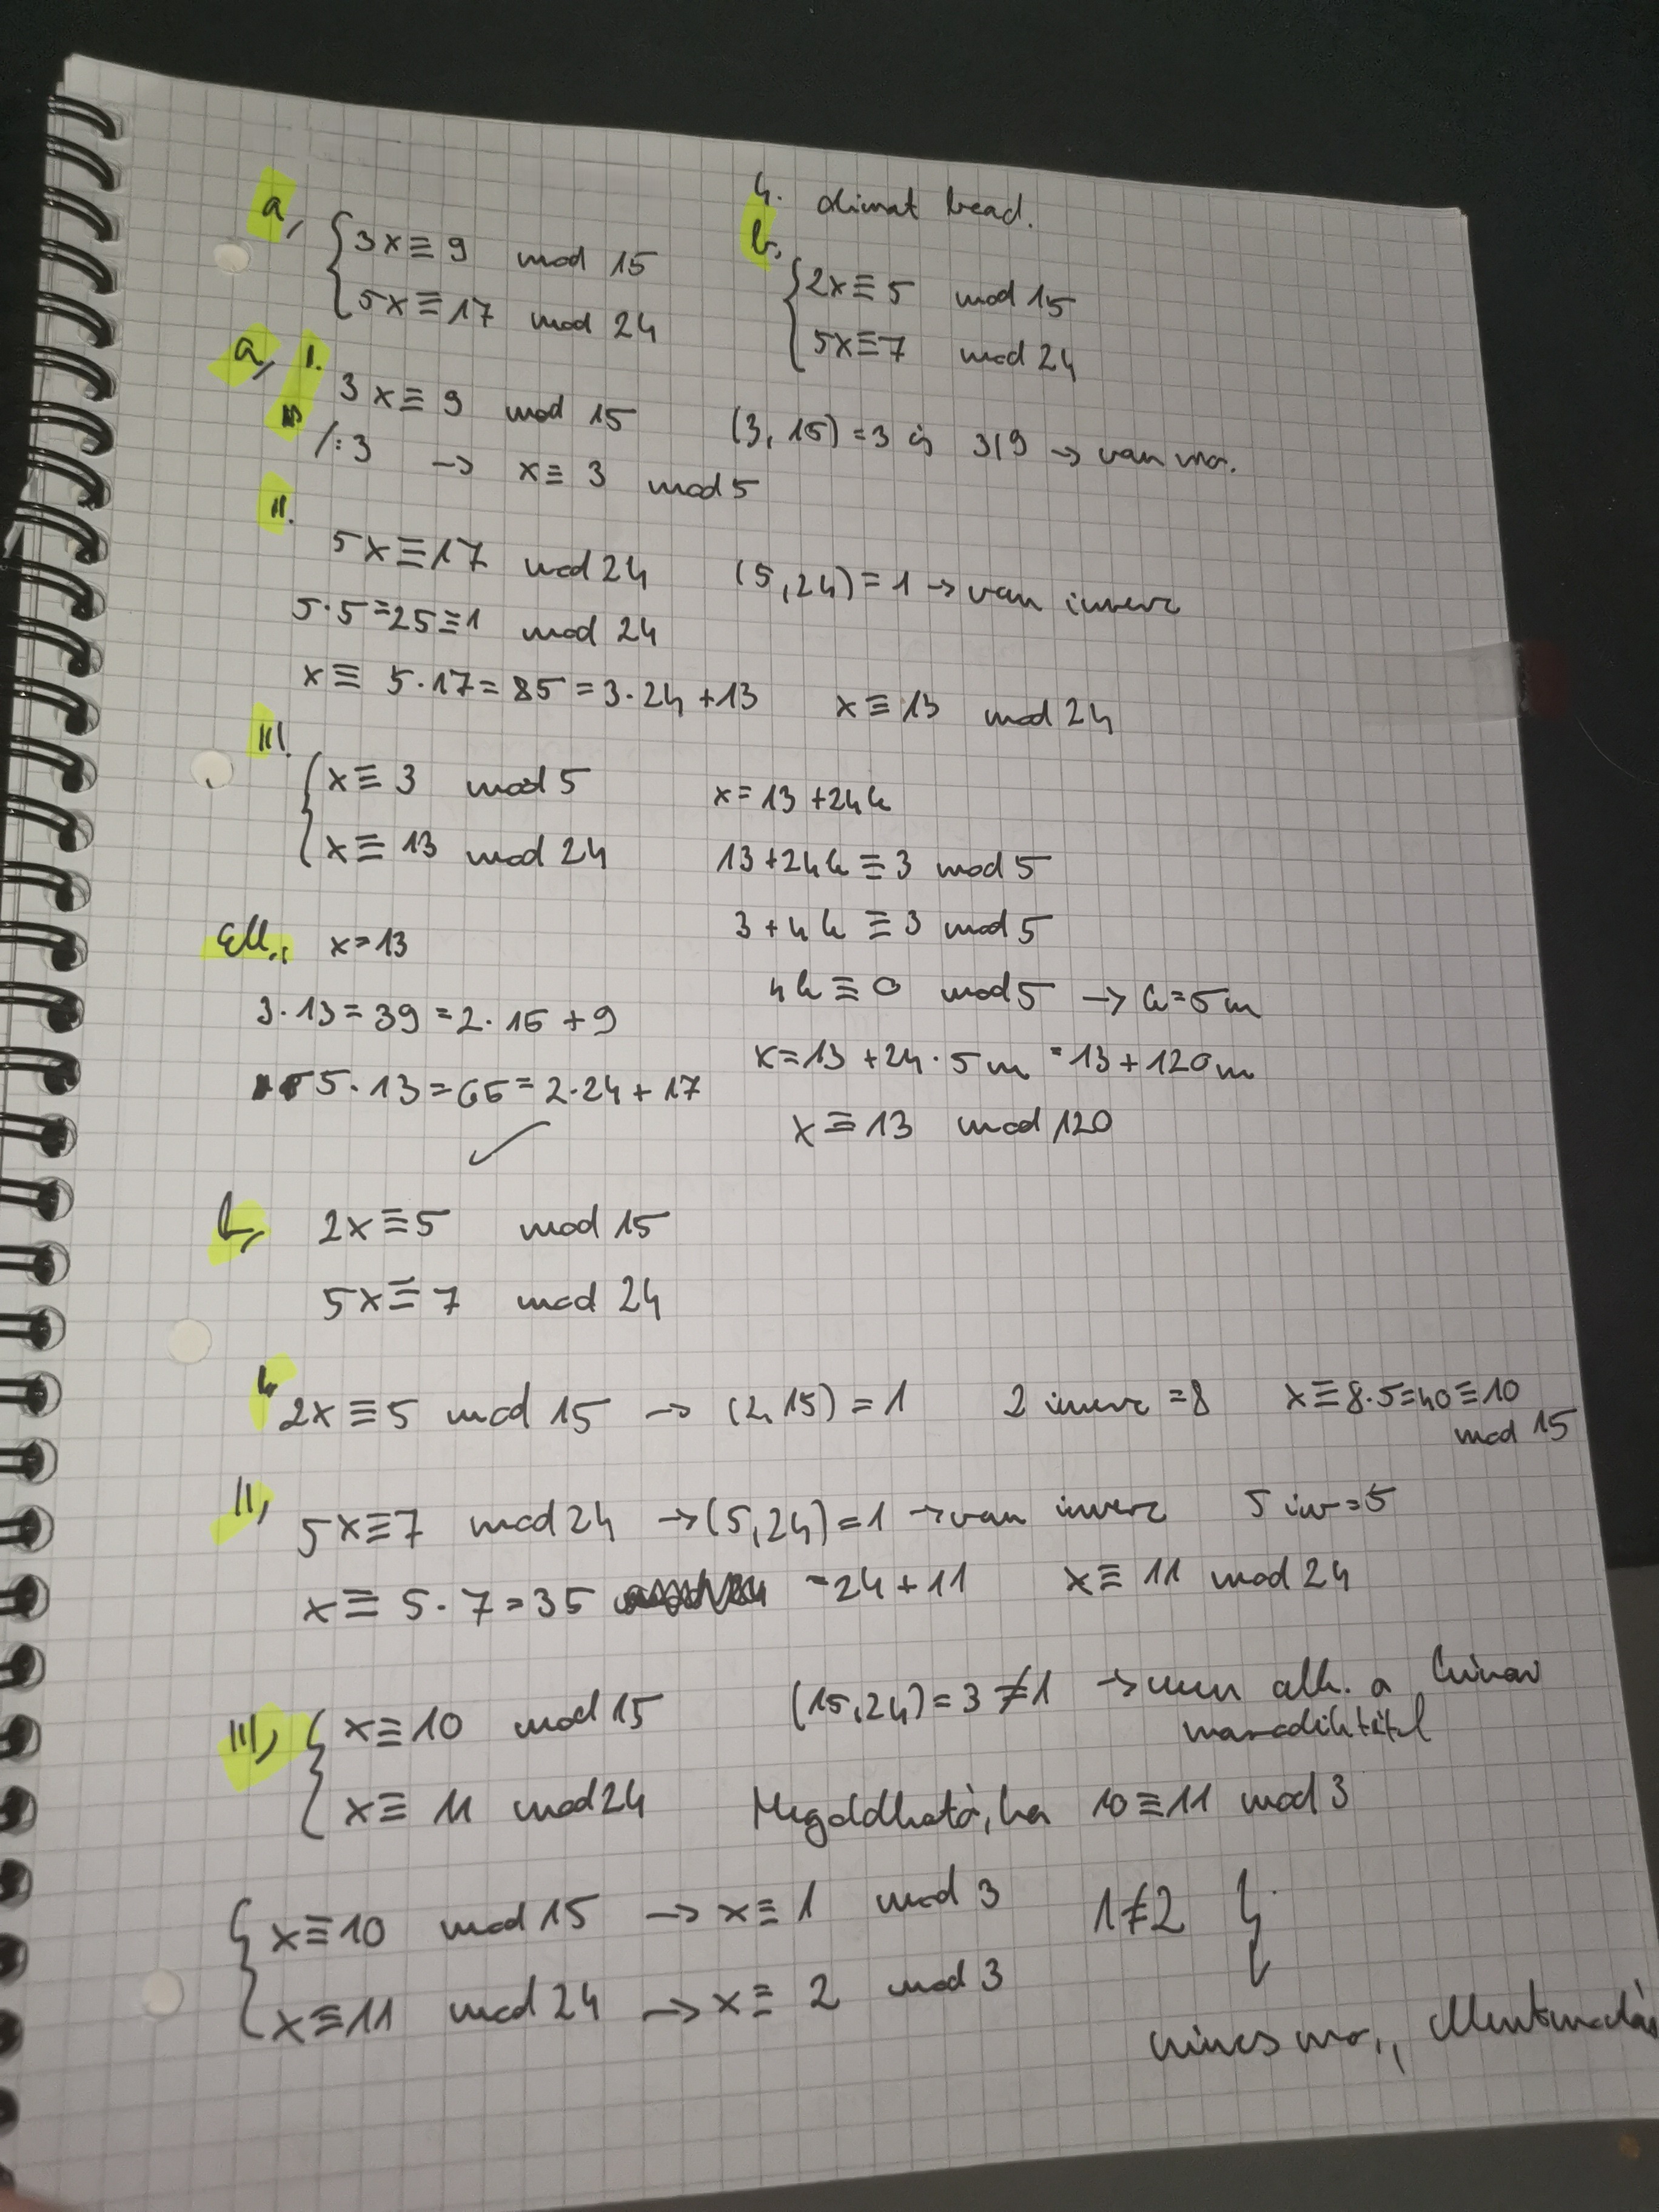 4. dimat bead.
a, { 3x ≡ 9 mod 15
5x ≡ 17 mod 24
b, { 2x ≡ 5 mod 15
5x ≡ 7 mod 24
a, I. 3x ≡ 9 mod 15 (3, 15) = 3 és 3|9 → van mo.
/:3 → x ≡ 3 mod 5
II.
5x ≡ 17 mod 24 (5, 24) = 1 → van inverz
5·5 = 25 ≡ 1 mod 24
x ≡ 5·17 = 85 = 3·24 + 13 x ≡ 13 mod 24
III.
{ x ≡ 3 mod 5
x ≡ 13 mod 24
x = 13 + 24k
13 + 24k ≡ 3 mod 5
3 + 4k ≡ 3 mod 5
4k ≡ 0 mod 5 → k = 5m
x = 13 + 24·5m = 13 + 120m
x ≡ 13 mod 120
Ell.: x = 13
3·13 = 39 = 2·15 + 9
5·13 = 65 = 2·24 + 17
✓
b, 2x ≡ 5 mod 15
5x ≡ 7 mod 24
I, 2x ≡ 5 mod 15 → (2, 15) = 1 2 inverz = 8 x ≡ 8·5 = 40 ≡ 10
mod 15
II, 5x ≡ 7 mod 24 → (5, 24) = 1 → van inverz 5 inv = 5
x ≡ 5·7 = 35 = 24 + 11 x ≡ 11 mod 24
III, { x ≡ 10 mod 15 (15, 24) = 3 ≠ 1 → nem alk. a kínai
maradéktétel
x ≡ 11 mod 24 Megoldható, ha 10 ≡ 11 mod 3
{ x ≡ 10 mod 15 → x ≡ 1 mod 3 1 ≢ 2
x ≡ 11 mod 24 → x ≡ 2 mod 3
nincs mo., ellentmondás